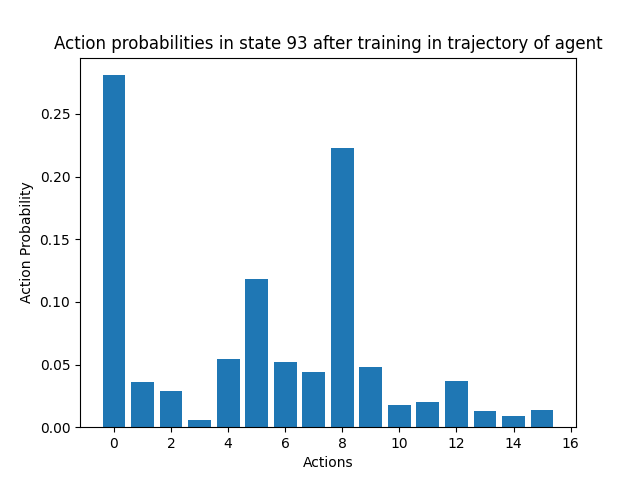 Action probabilities in state 93 after training in trajectory of agent
Action Probability
0.25
0.20
0.15
0.10
0.05
0.00
0 2 4 6 8 10 12 14 16
Actions